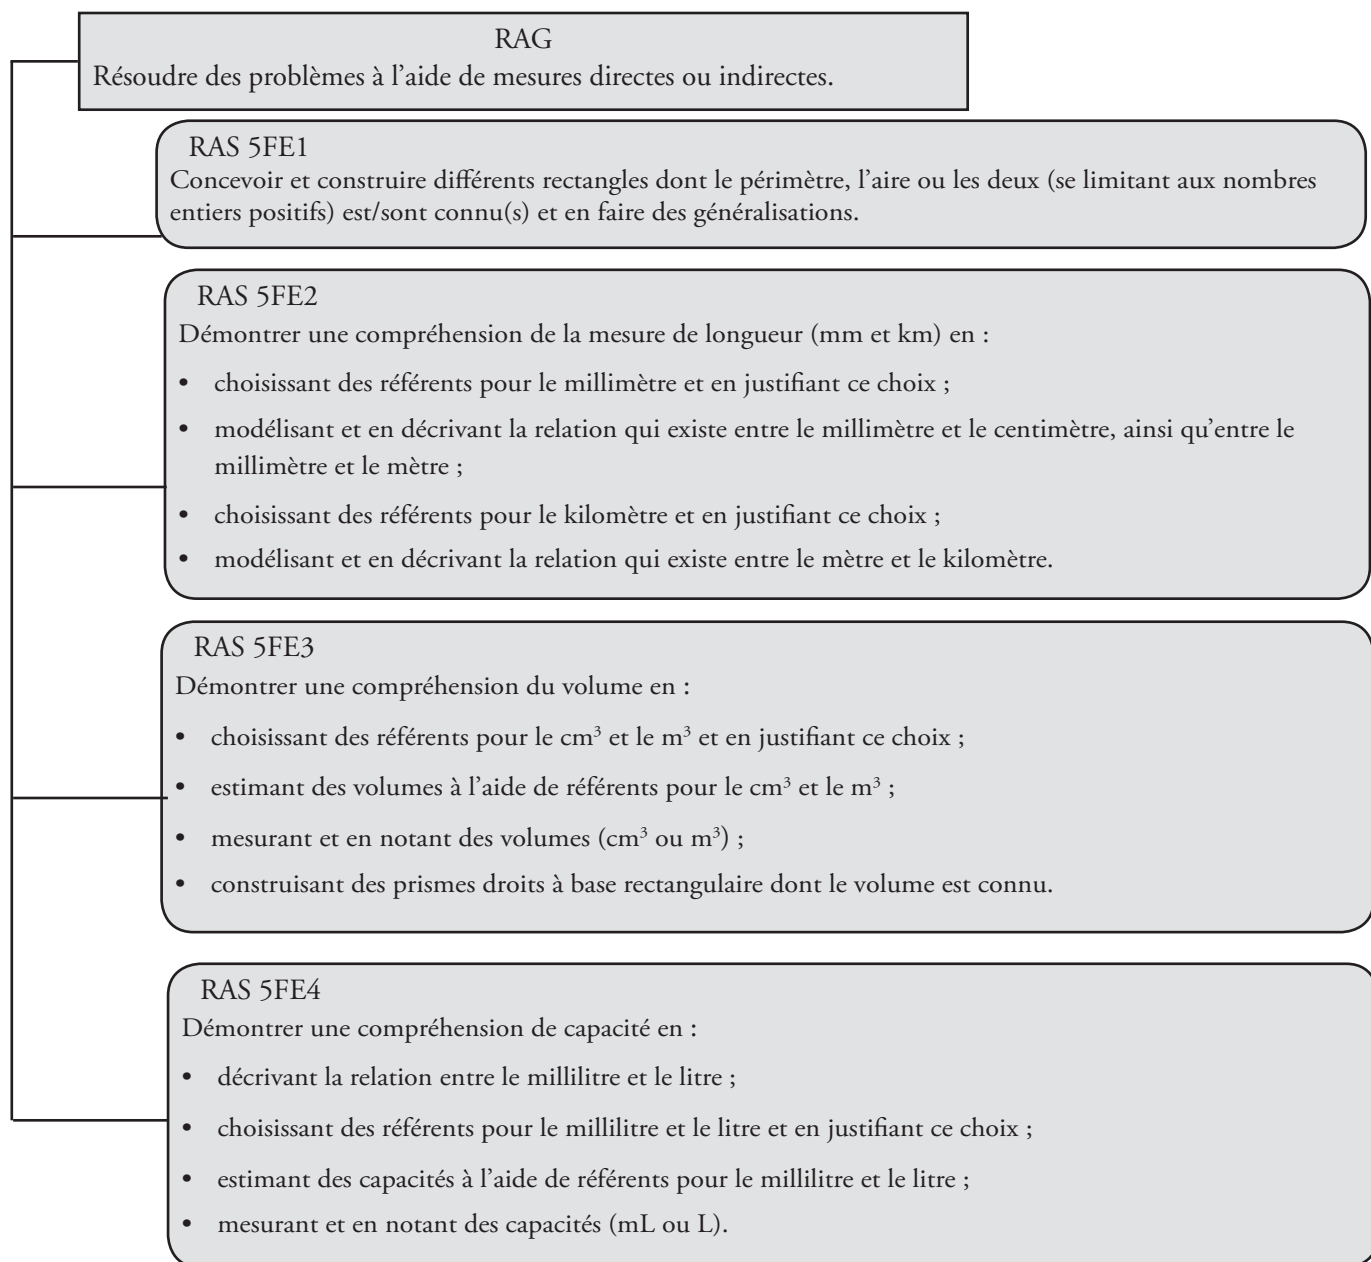 RAG
Résoudre des problèmes à l’aide de mesures directes ou indirectes.
RAS 5FE1
Concevoir et construire différents rectangles dont le périmètre, l’aire ou les deux (se limitant aux nombres
entiers positifs) est/sont connu(s) et en faire des généralisations.
RAS 5FE2
Démontrer une compréhension de la mesure de longueur (mm et km) en :
• choisissant des référents pour le millimètre et en justifiant ce choix ;
• modélisant et en décrivant la relation qui existe entre le millimètre et le centimètre, ainsi qu’entre le
millimètre et le mètre ;
• choisissant des référents pour le kilomètre et en justifiant ce choix ;
• modélisant et en décrivant la relation qui existe entre le mètre et le kilomètre.
RAS 5FE3
Démontrer une compréhension du volume en :
• choisissant des référents pour le cm³ et le m³ et en justifiant ce choix ;
• estimant des volumes à l’aide de référents pour le cm³ et le m³ ;
• mesurant et en notant des volumes (cm³ ou m³) ;
• construisant des prismes droits à base rectangulaire dont le volume est connu.
RAS 5FE4
Démontrer une compréhension de capacité en :
• décrivant la relation entre le millilitre et le litre ;
• choisissant des référents pour le millilitre et le litre et en justifiant ce choix ;
• estimant des capacités à l’aide de référents pour le millilitre et le litre ;
• mesurant et en notant des capacités (mL ou L).